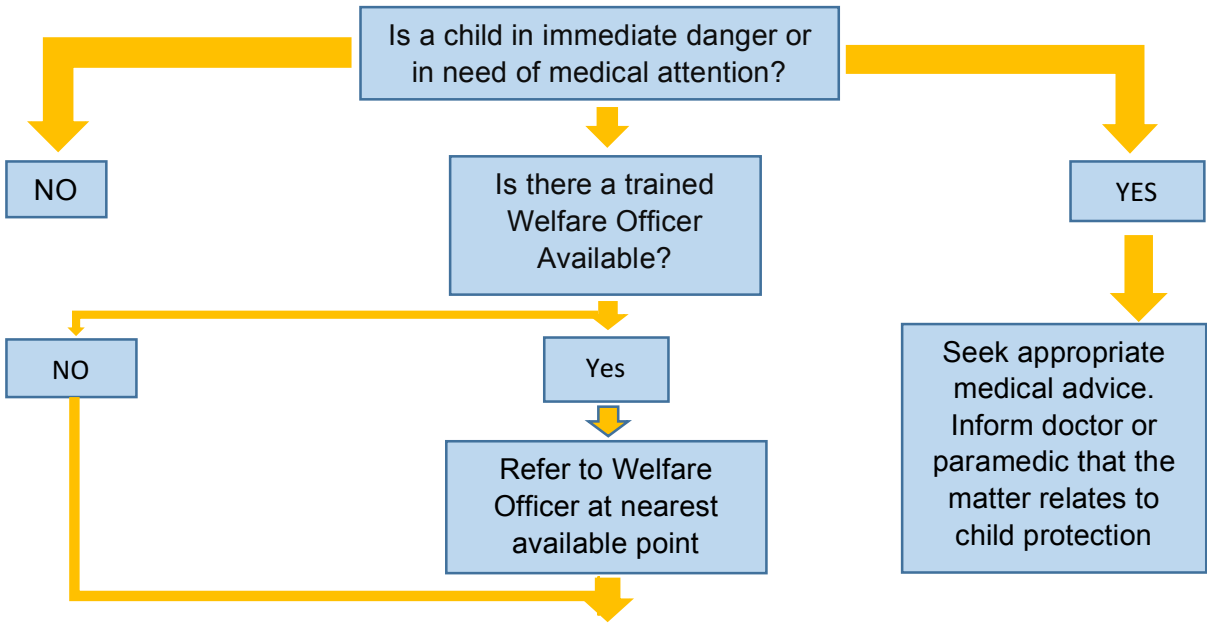 Is a child in immediate danger or
in need of medical attention?
NO
Is there a trained
Welfare Officer
Available?
YES
NO
Yes
Seek appropriate
medical advice.
Inform doctor or
paramedic that the
matter relates to
child protection
Refer to Welfare
Officer at nearest
available point